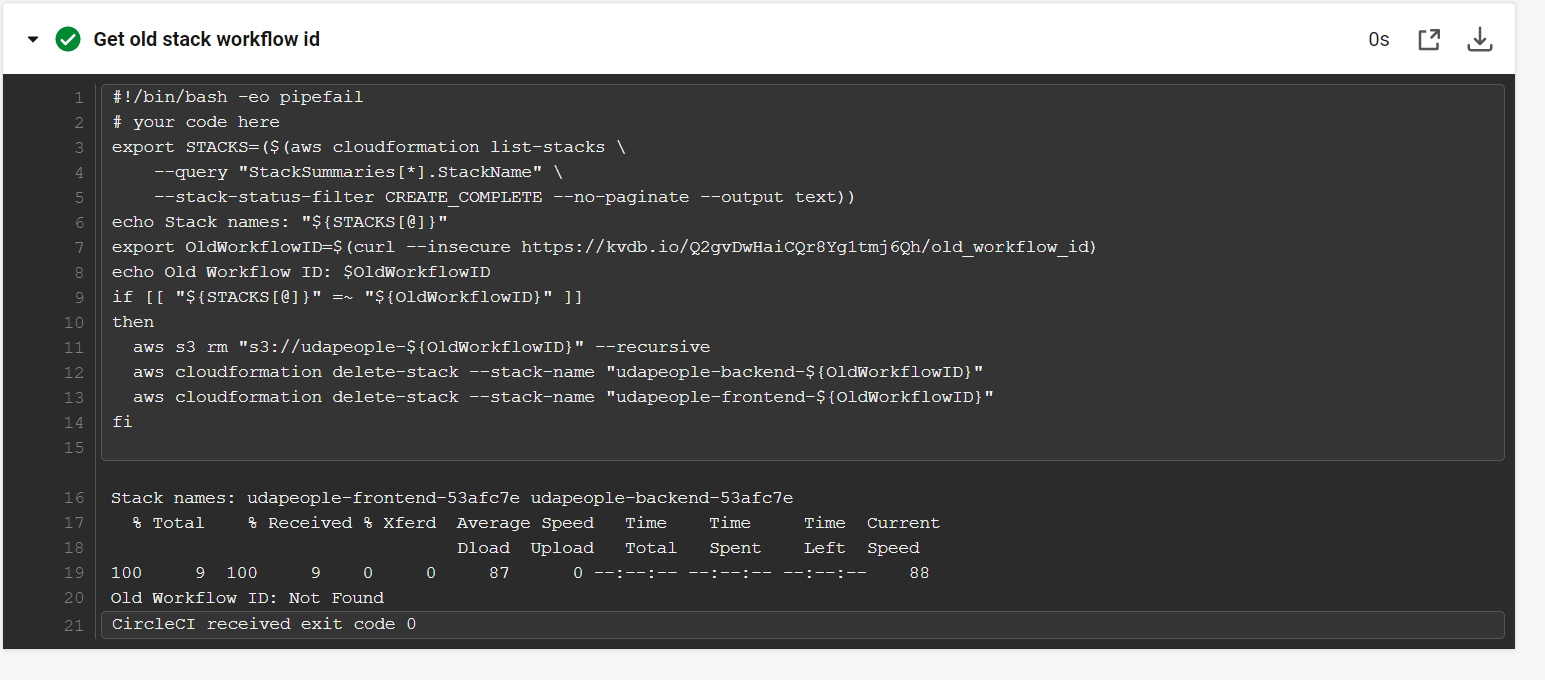 Get old stack workflow id
0s
1 #!/bin/bash -eo pipefail
2 # your code here
3 export STACKS=($(aws cloudformation list-stacks \
4     --query "StackSummaries[*].StackName" \
5     --stack-status-filter CREATE_COMPLETE --no-paginate --output text))
6 echo Stack names: "${STACKS[@]}"
7 export OldWorkflowID=$(curl --insecure https://kvdb.io/Q2gvDwHaiCQr8Yg1tmj6Qh/old_workflow_id)
8 echo Old Workflow ID: $OldWorkflowID
9 if [[ "${STACKS[@]}" =~ "${OldWorkflowID}" ]]
10 then
11   aws s3 rm "s3://udapeople-${OldWorkflowID}" --recursive
12   aws cloudformation delete-stack --stack-name "udapeople-backend-${OldWorkflowID}"
13   aws cloudformation delete-stack --stack-name "udapeople-frontend-${OldWorkflowID}"
14 fi
15
16 Stack names: udapeople-frontend-53afc7e udapeople-backend-53afc7e
17   % Total    % Received % Xferd  Average Speed   Time    Time     Time  Current
18                                  Dload  Upload   Total   Spent    Left  Speed
19 100     9  100     9    0     0     87      0 --:--:-- --:--:-- --:--:--    88
20 Old Workflow ID: Not Found
21 CircleCI received exit code 0